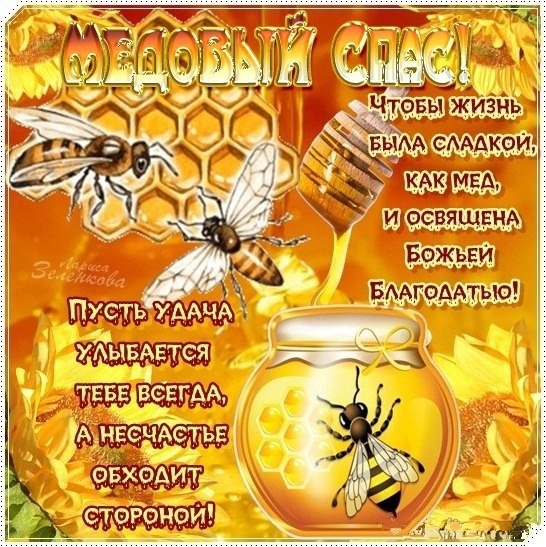 Медовый Спас!
Чтобы жизнь
была сладкой,
как мед,
и освящена
Божьей
Благодатью!
Лариса
Зеленкова
Пусть удача
улыбается
тебе всегда,
а несчастье
обходит
стороной!